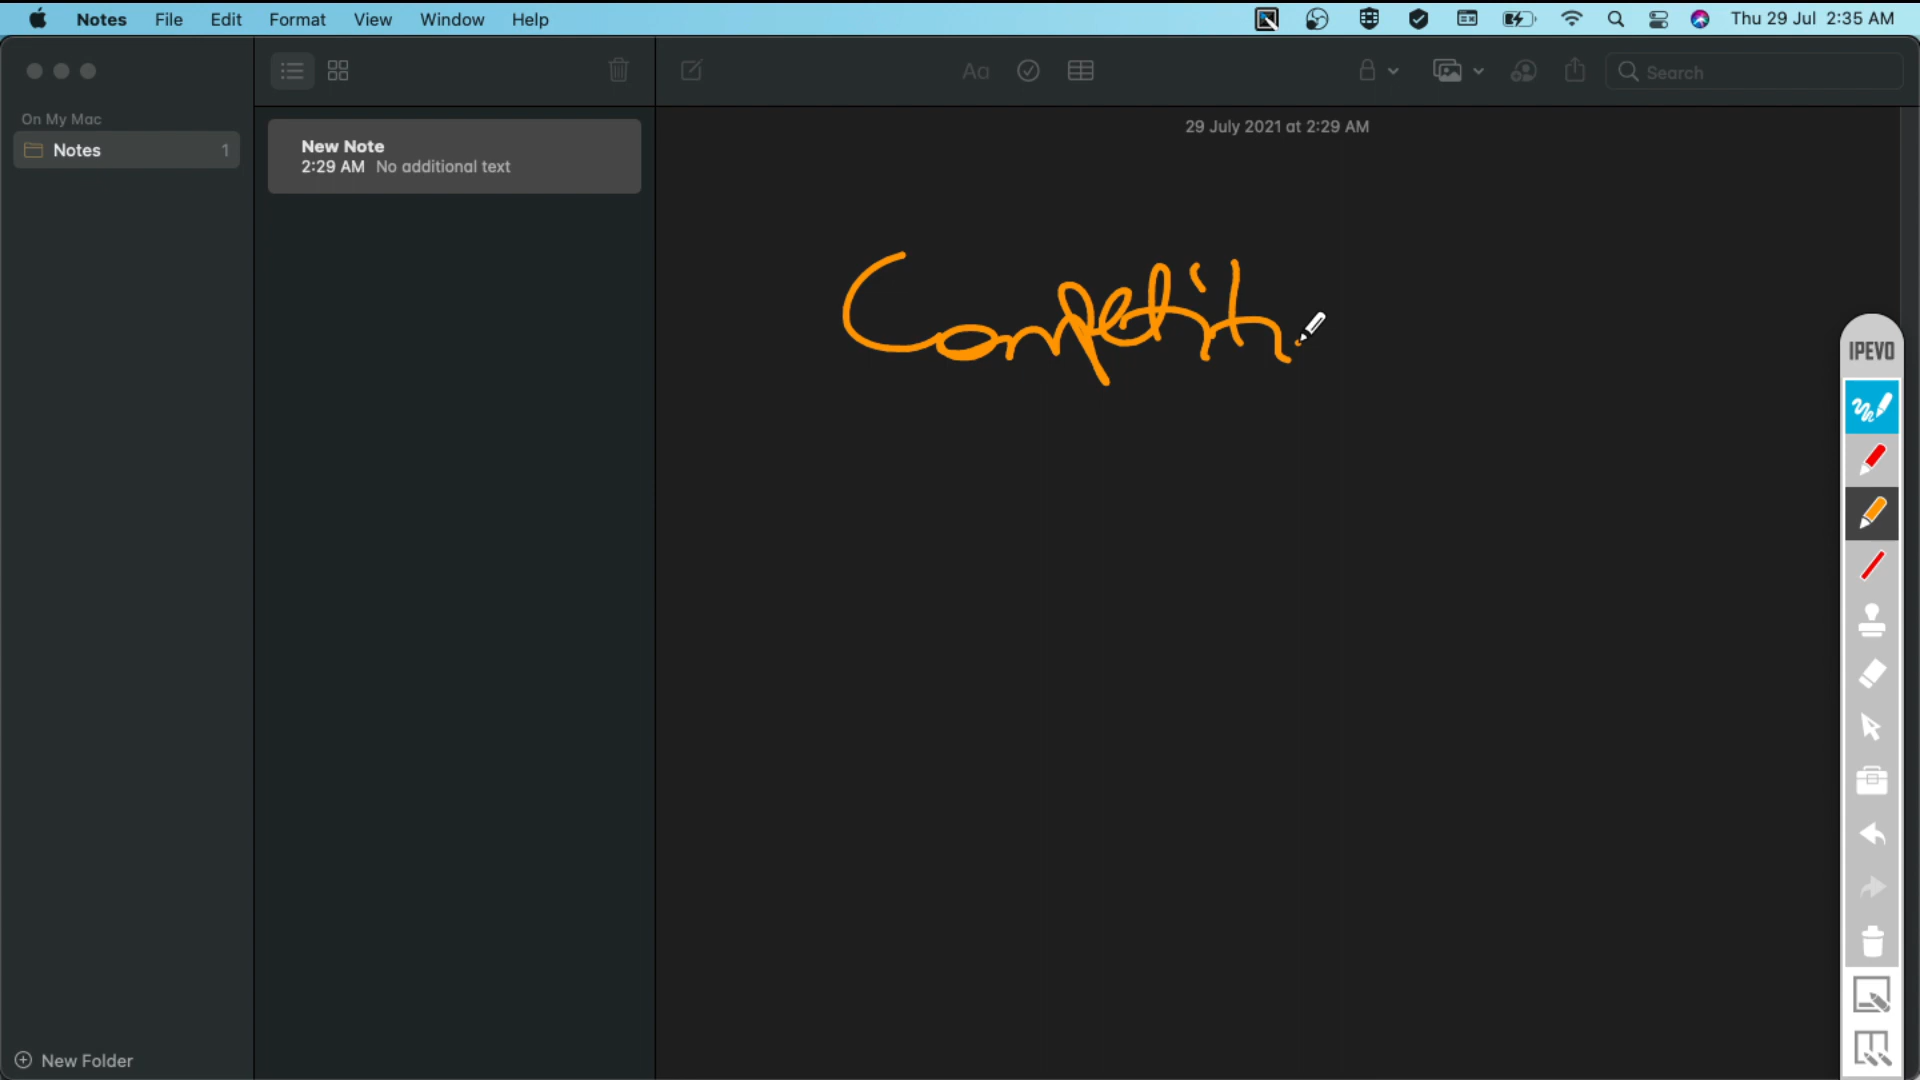 Notes File Edit Format View Window Help Thu 29 Jul 2:35 AM
Aa Search
On My Mac
Notes 1
New Note
2:29 AM No additional text
29 July 2021 at 2:29 AM
Competiti
IPEVO
New Folder